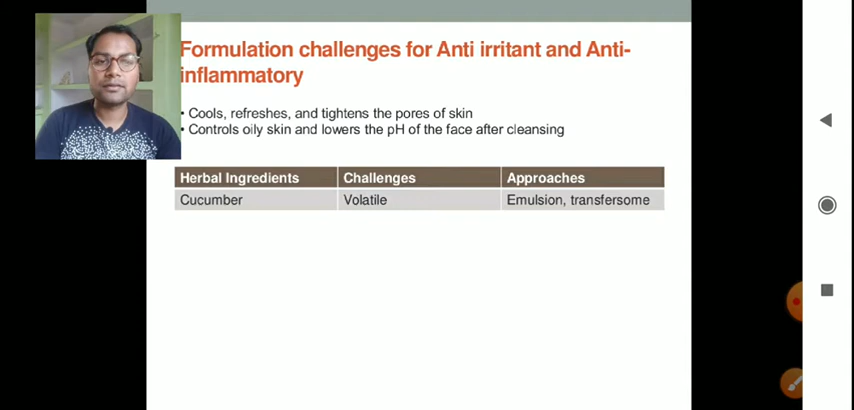 Formulation challenges for Anti irritant and Anti-
inflammatory
• Cools, refreshes, and tightens the pores of skin
• Controls oily skin and lowers the pH of the face after cleansing
Herbal Ingredients Challenges Approaches
Cucumber Volatile Emulsion, transfersome